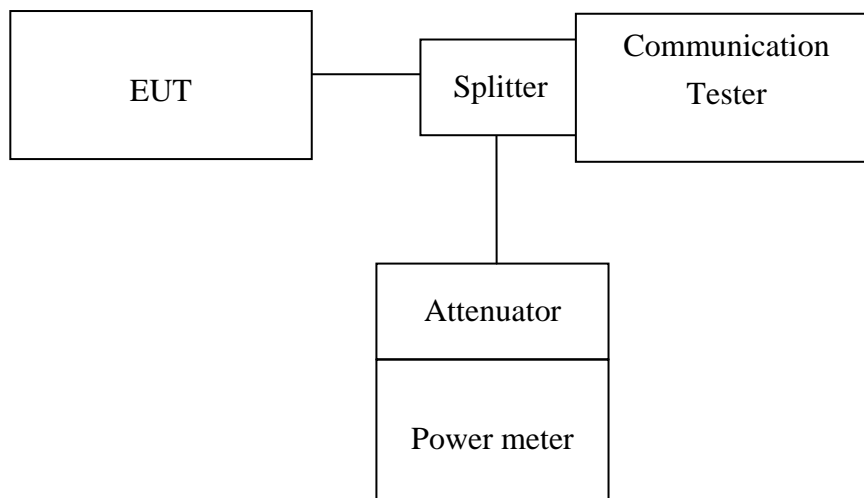 EUT
Splitter
Communication
Tester
Attenuator
Power meter